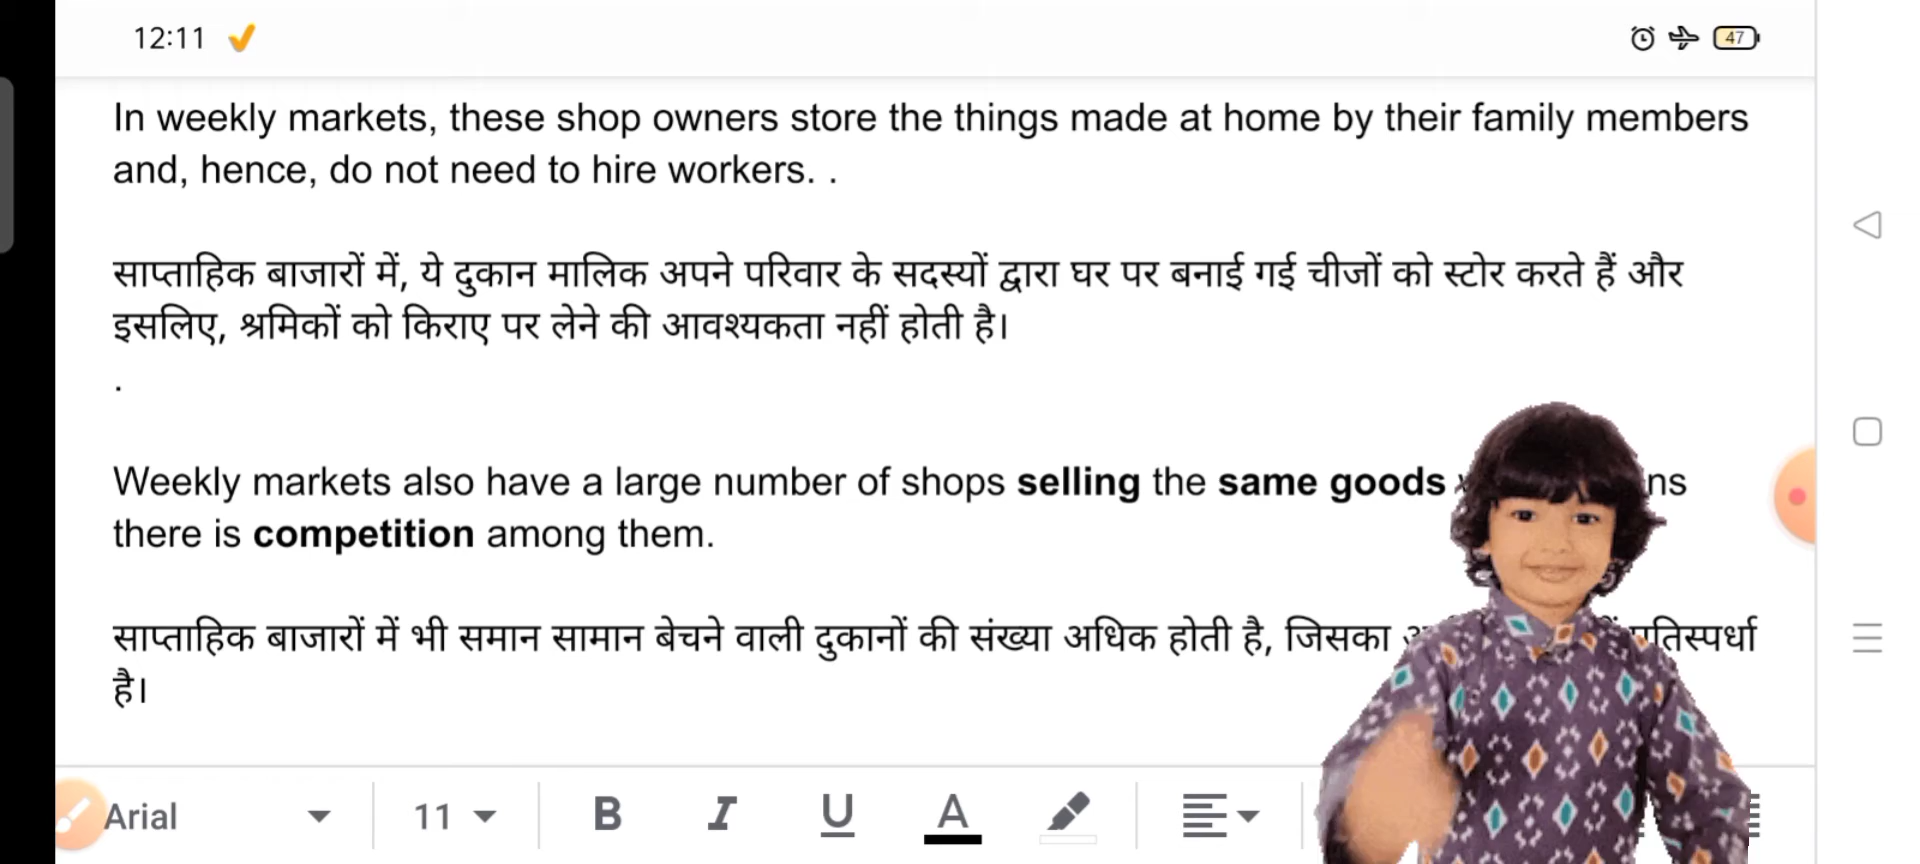 12:11
47
In weekly markets, these shop owners store the things made at home by their family members
and, hence, do not need to hire workers. .
साप्ताहिक बाजारों में, ये दुकान मालिक अपने परिवार के सदस्यों द्वारा घर पर बनाई गई चीजों को स्टोर करते हैं और
इसलिए, श्रमिकों को किराए पर लेने की आवश्यकता नहीं होती है।
.
Weekly markets also have a large number of shops selling the same goods
there is competition among them.
साप्ताहिक बाजारों में भी समान सामान बेचने वाली दुकानों की संख्या अधिक होती है, जिसका
है।
Arial 11 B I U A